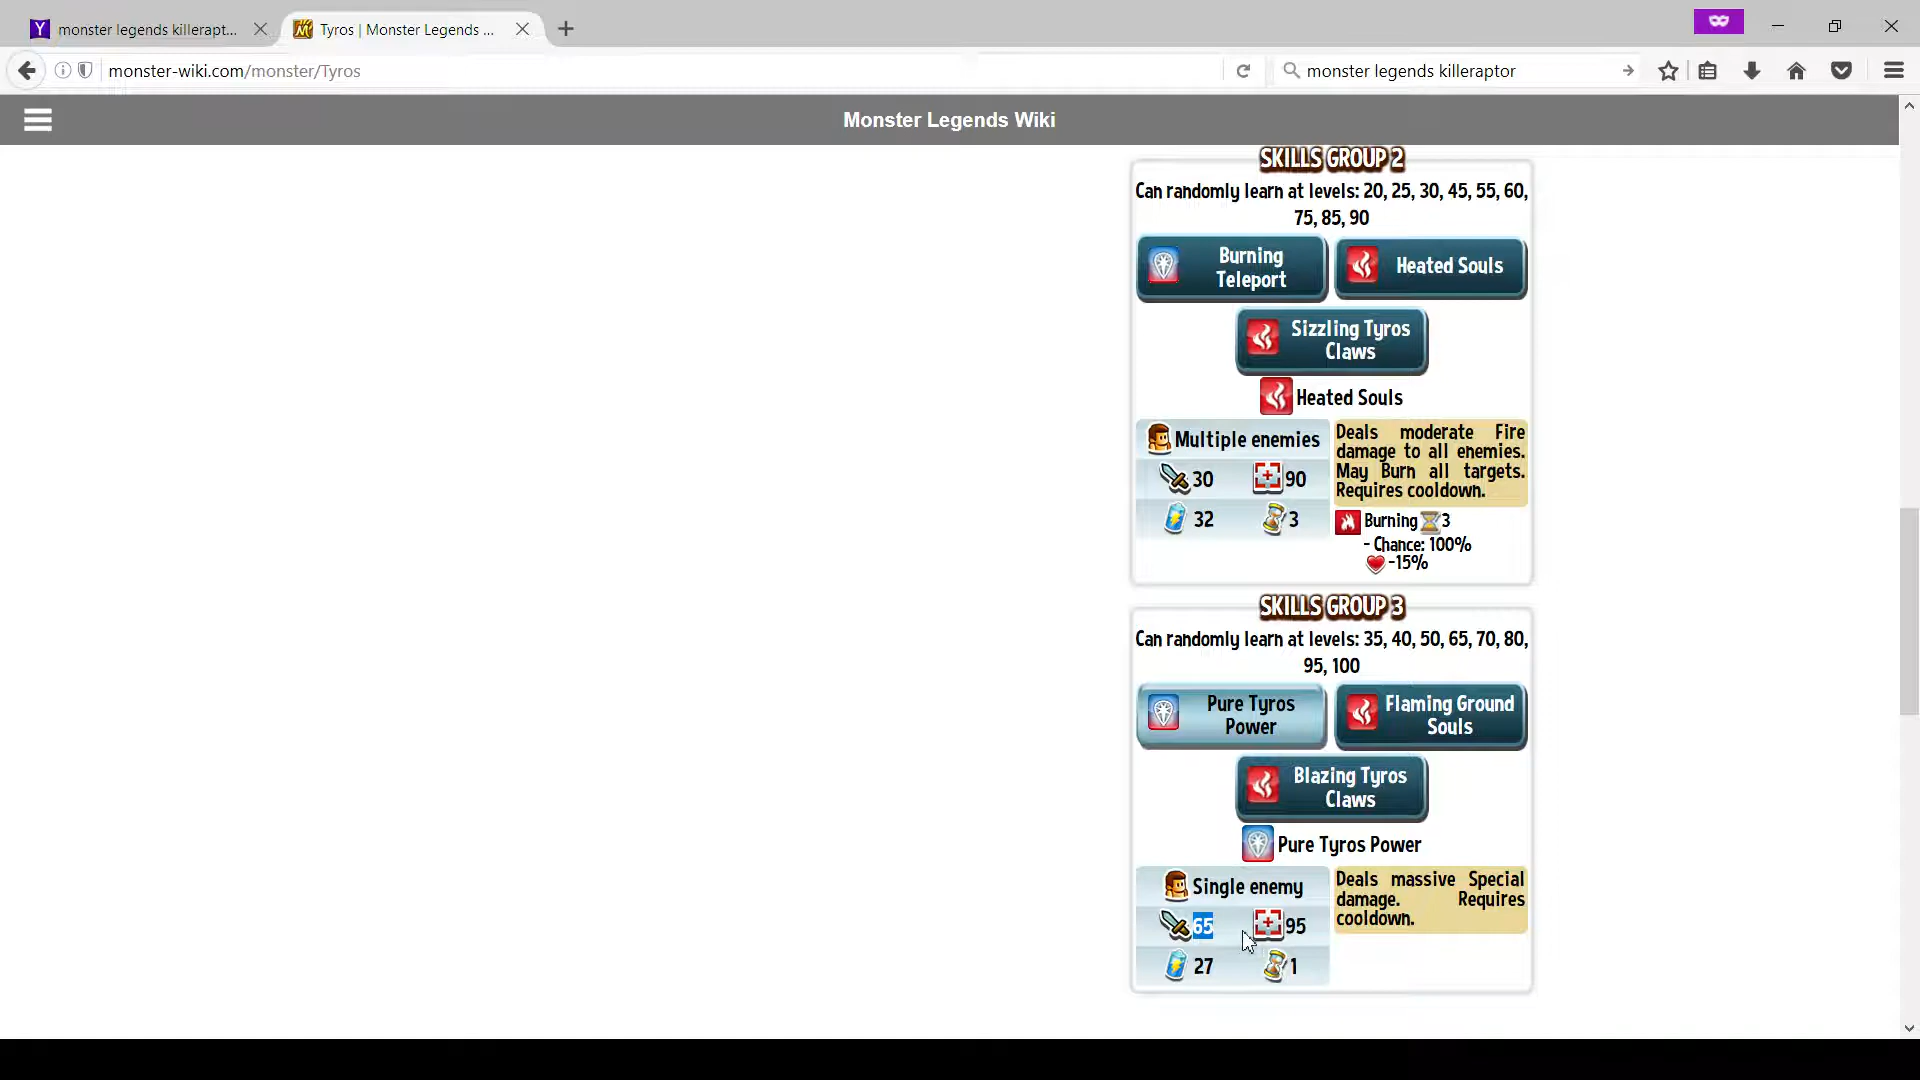 monster legends killerapt...
Tyros | Monster Legends ...
monster-wiki.com/monster/Tyros
monster legends killeraptor
Monster Legends Wiki
SKILLS GROUP 2
Can randomly learn at levels: 20, 25, 30, 45, 55, 60,
75, 85, 90
Burning
Teleport
Heated Souls
Sizzling Tyros
Claws
Heated Souls
Multiple enemies
30 90
32 3
Deals moderate Fire
damage to all enemies.
May Burn all targets.
Requires cooldown.
Burning 3
- Chance: 100%
-15%
SKILLS GROUP 3
Can randomly learn at levels: 35, 40, 50, 65, 70, 80,
95, 100
Pure Tyros
Power
Flaming Ground
Souls
Blazing Tyros
Claws
Pure Tyros Power
Single enemy
65 95
27 1
Deals massive Special
damage. Requires
cooldown.